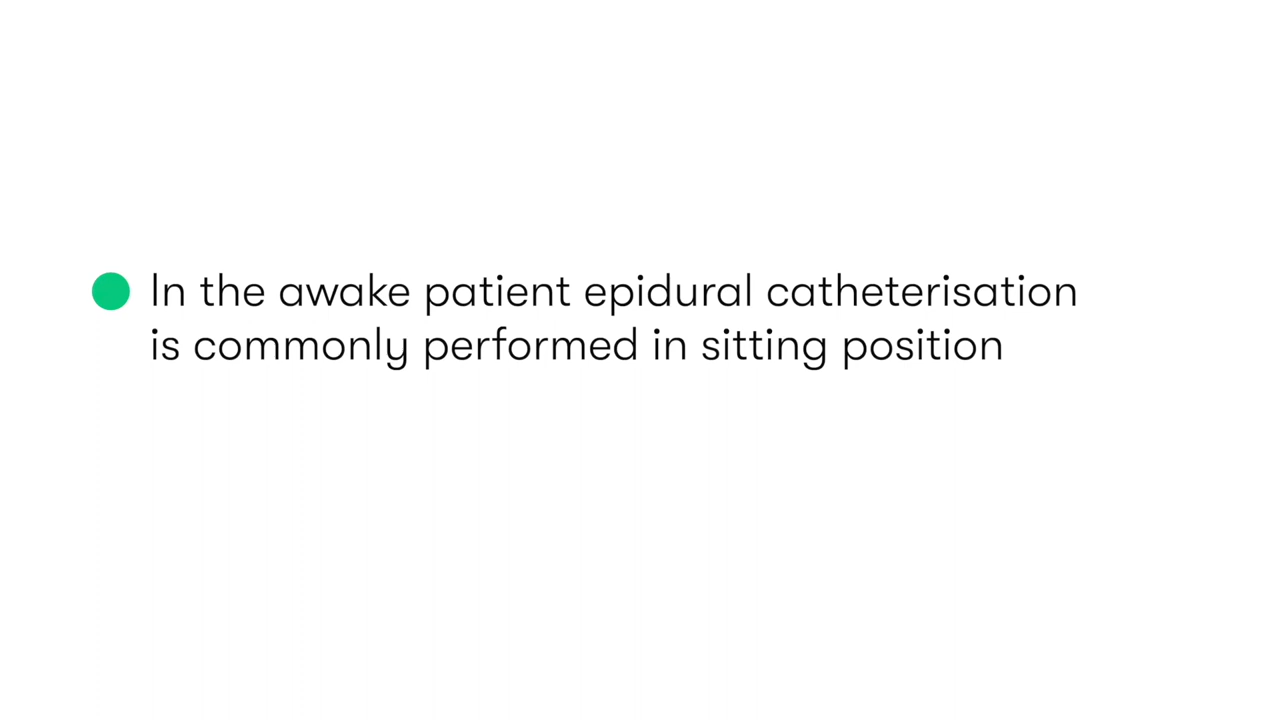 In the awake patient epidural catheterisation
is commonly performed in sitting position